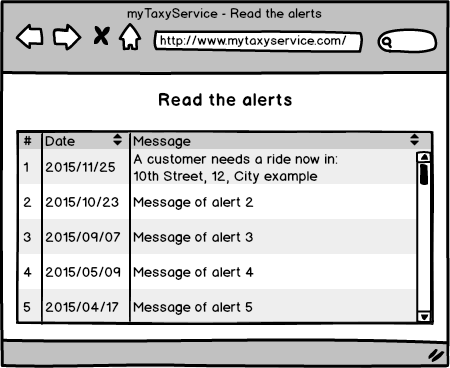 myTaxyService - Read the alerts
http://www.mytaxyservice.com/
Read the alerts
# Date Message
1 2015/11/25 A customer needs a ride now in:
10th Street, 12, City example
2 2015/10/23 Message of alert 2
3 2015/09/07 Message of alert 3
4 2015/05/09 Message of alert 4
5 2015/04/17 Message of alert 5